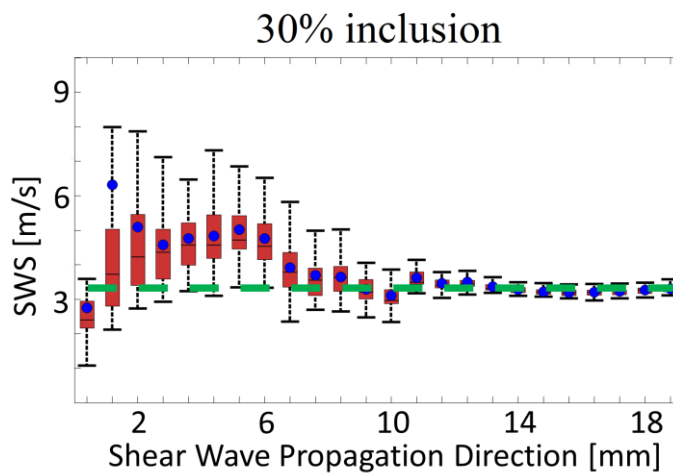 30% inclusion
9
6
3
SWS [m/s]
2 6 10 14 18
Shear Wave Propagation Direction [mm]